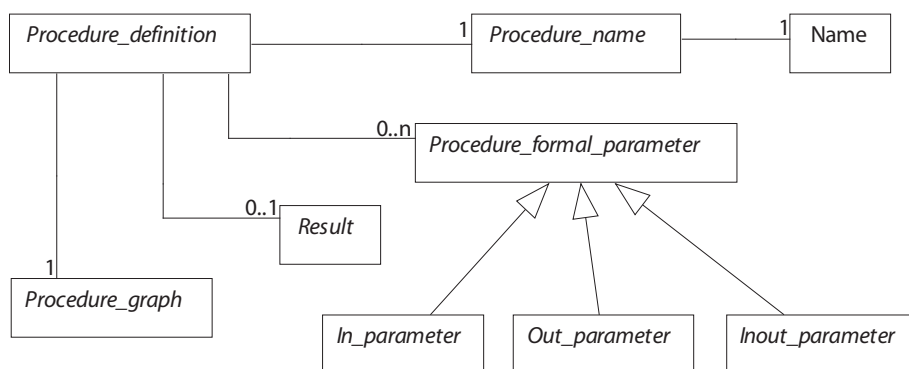 Procedure_definition
1
Procedure_name
1
Name
0..n
Procedure_formal_parameter
0..1
Result
1
Procedure_graph
In_parameter
Out_parameter
Inout_parameter